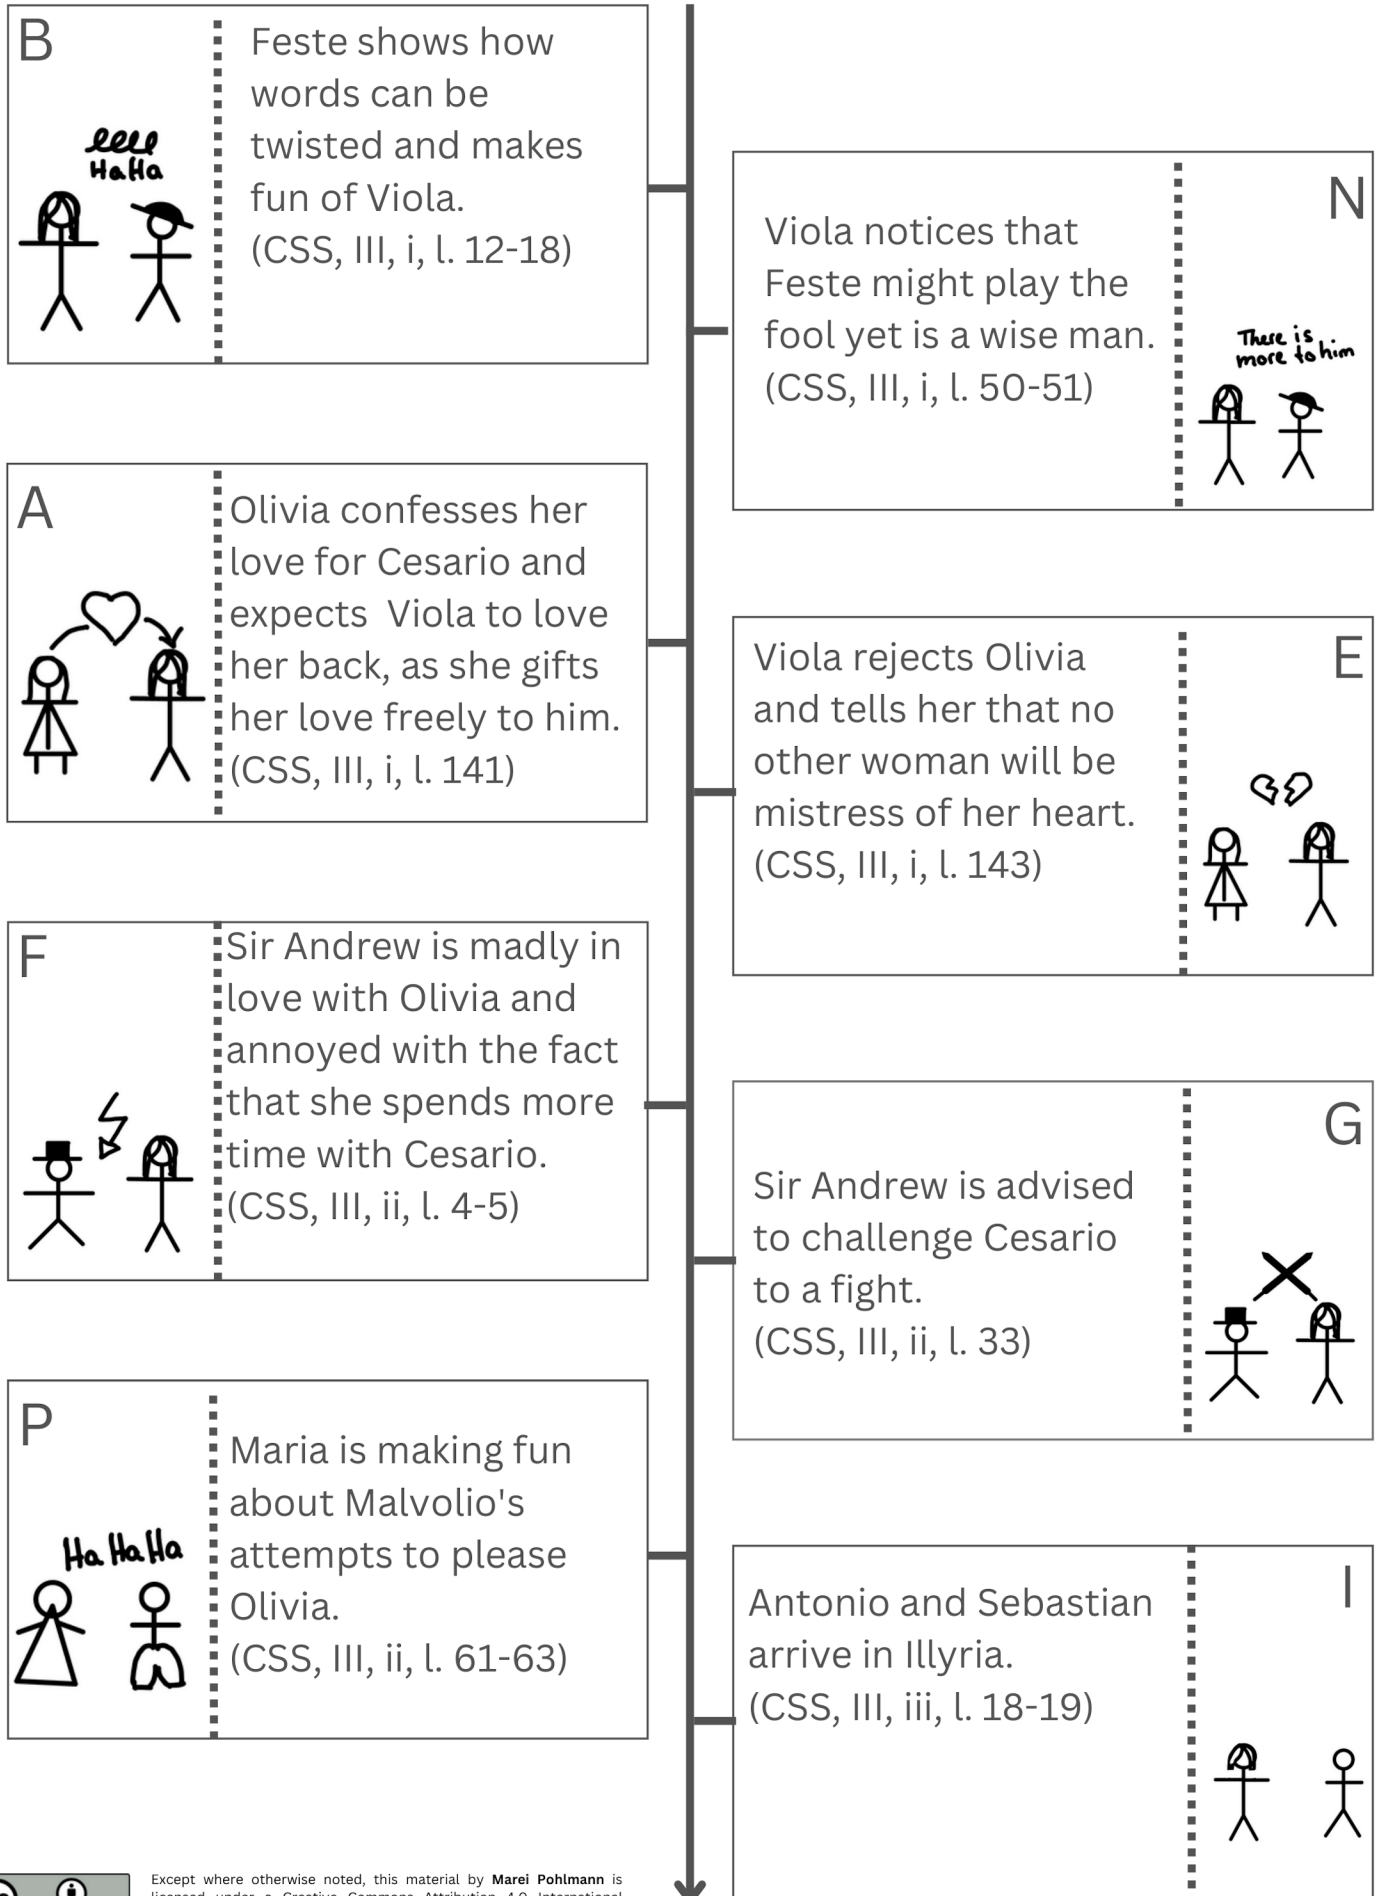 B
Feste shows how
words can be
twisted and makes
fun of Viola.
(CSS, III, i, l. 12-18)
HaHa
N
Viola notices that
Feste might play the
fool yet is a wise man.
(CSS, III, i, l. 50-51)
There is
more to him
A
Olivia confesses her
love for Cesario and
expects  Viola to love
her back, as she gifts
her love freely to him.
(CSS, III, i, l. 141)
E
Viola rejects Olivia
and tells her that no
other woman will be
mistress of her heart.
(CSS, III, i, l. 143)
F
Sir Andrew is madly in
love with Olivia and
annoyed with the fact
that she spends more
time with Cesario.
(CSS, III, ii, l. 4-5)
G
Sir Andrew is advised
to challenge Cesario
to a fight.
(CSS, III, ii, l. 33)
P
Maria is making fun
about Malvolio's
attempts to please
Olivia.
(CSS, III, ii, l. 61-63)
Ha Ha Ha
I
Antonio and Sebastian
arrive in Illyria.
(CSS, III, iii, l. 18-19)
Except where otherwise noted, this material by Marei Pohlmann is
licensed under a Creative Commons Attribution 4.0 International